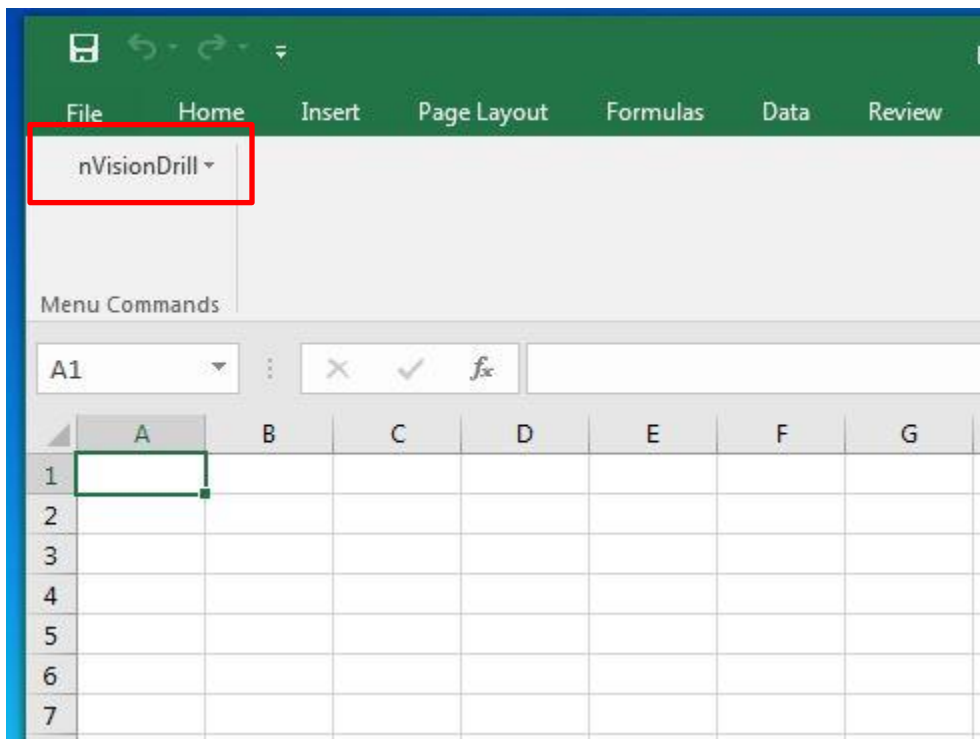 File Home Insert Page Layout Formulas Data Review
nVisionDrill
Menu Commands
A1 fx
A B C D E F G
1
2
3
4
5
6
7